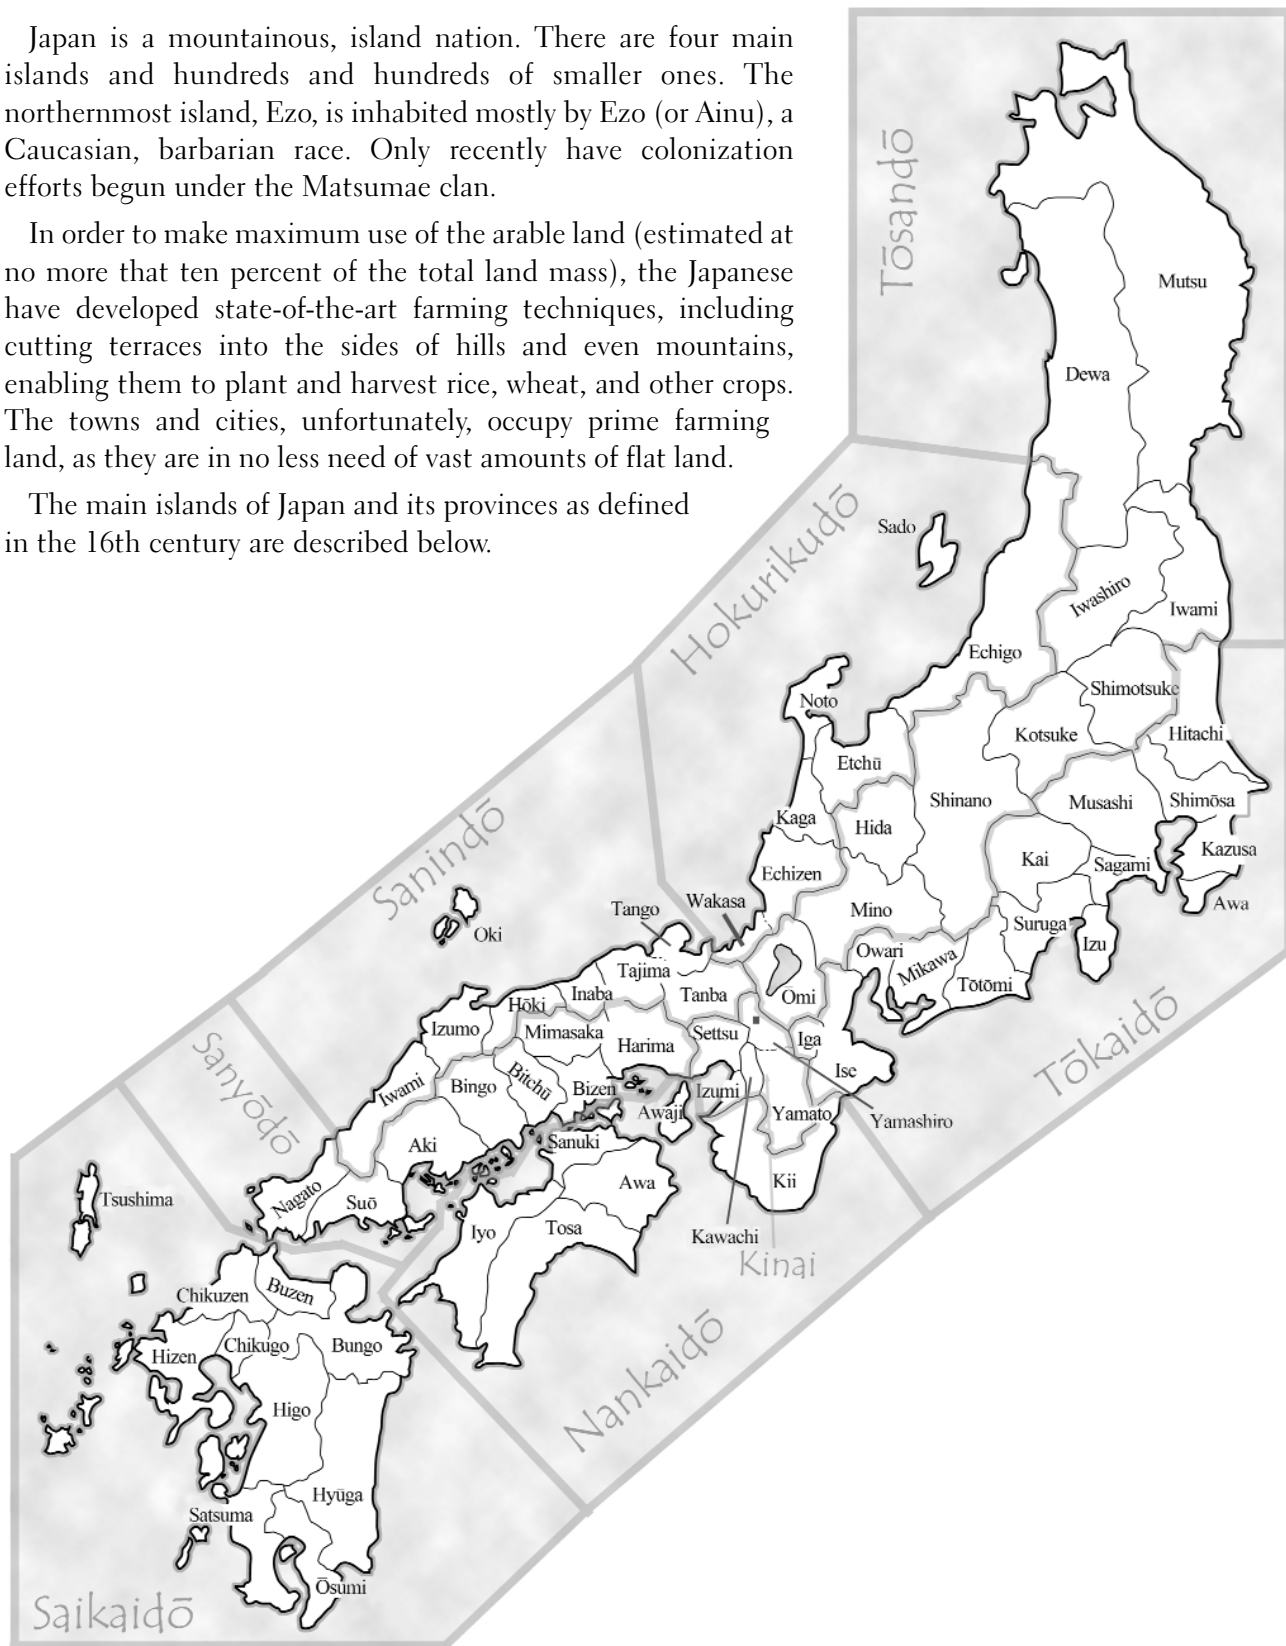 Japan is a mountainous, island nation. There are four main
islands and hundreds and hundreds of smaller ones. The
northernmost island, Ezo, is inhabited mostly by Ezo (or Ainu), a
Caucasian, barbarian race. Only recently have colonization
efforts begun under the Matsumae clan.
In order to make maximum use of the arable land (estimated at
no more that ten percent of the total land mass), the Japanese
have developed state-of-the-art farming techniques, including
cutting terraces into the sides of hills and even mountains,
enabling them to plant and harvest rice, wheat, and other crops.
The towns and cities, unfortunately, occupy prime farming
land, as they are in no less need of vast amounts of flat land.
The main islands of Japan and its provinces as defined
in the 16th century are described below.
Tōsandō
Mutsu
Dewa
Hokurikudō
Sado
Iwashiro
Iwami
Echigo
Shimotsuke
Noto
Kotsuke
Hitachi
Etchū
Shinano
Musashi
Shimōsa
Kaga
Hida
Kai
Sagami
Kazusa
Echizen
Sanindō
Wakasa
Tango
Mino
Awa
Suruga
Oki
Owari
Mikawa
Izu
Tajima
Tanba
Ōmi
Tōtōmi
Hōki
Inaba
Izumo
Mimasaka
Harima
Settsu
Iga
Tōkaidō
Sanyōdō
Iwami
Bingo
Bitchū
Bizen
Izumi
Ise
Awaji
Yamato
Yamashiro
Aki
Sanuki
Kii
Tsushima
Nagato
Suō
Awa
Iyo
Tosa
Kawachi
Kinai
Chikuzen
Buzen
Hizen
Chikugo
Bungo
Nankaidō
Higo
Hyūga
Satsuma
Ōsumi
Saikaidō